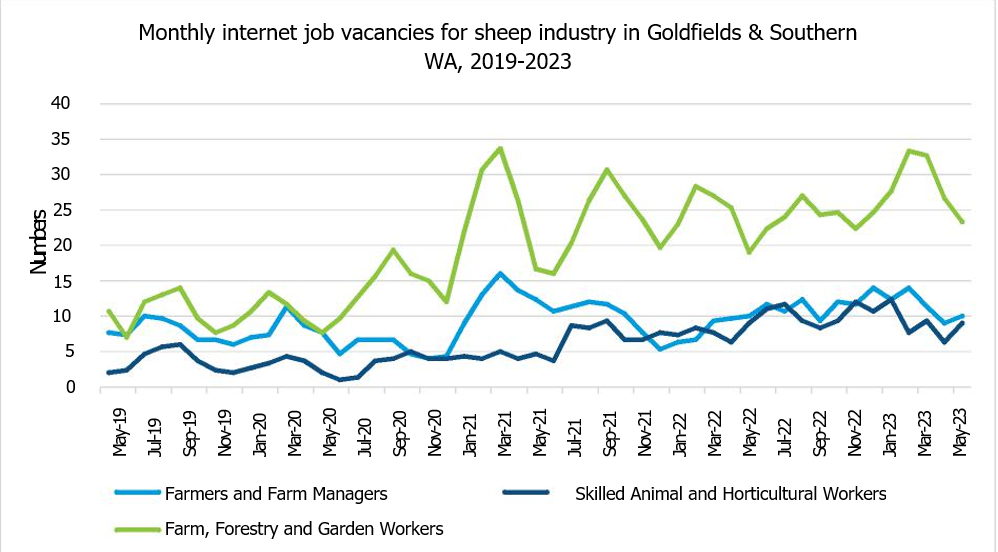 Monthly internet job vacancies for sheep industry in Goldfields & Southern
WA, 2019-2023
40
35
30
25
20
15
10
5
0
Numbers
May-19
Jul-19
Sep-19
Nov-19
Jan-20
Mar-20
May-20
Jul-20
Sep-20
Nov-20
Jan-21
Mar-21
May-21
Jul-21
Sep-21
Nov-21
Jan-22
Mar-22
May-22
Jul-22
Sep-22
Nov-22
Jan-23
Mar-23
May-23
Farmers and Farm Managers
Skilled Animal and Horticultural Workers
Farm, Forestry and Garden Workers